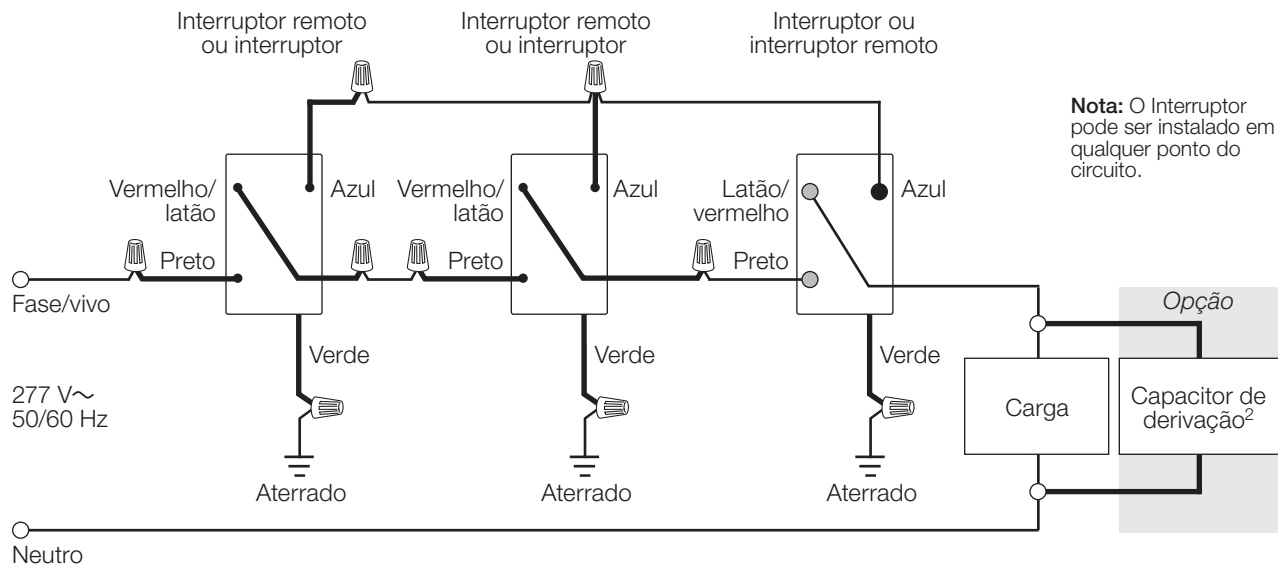 Interruptor remoto
ou interruptor
Interruptor remoto
ou interruptor
Interruptor ou
interruptor remoto
Nota: O Interruptor
pode ser instalado em
qualquer ponto do
circuito.
Vermelho/
latão
Azul
Vermelho/
latão
Azul
Latão/
vermelho
Azul
Preto
Preto
Preto
Fase/vivo
Opção
Verde
Verde
Verde
277 V~
50/60 Hz
Carga
Capacitor de
derivação2
Aterrado
Aterrado
Aterrado
Neutro